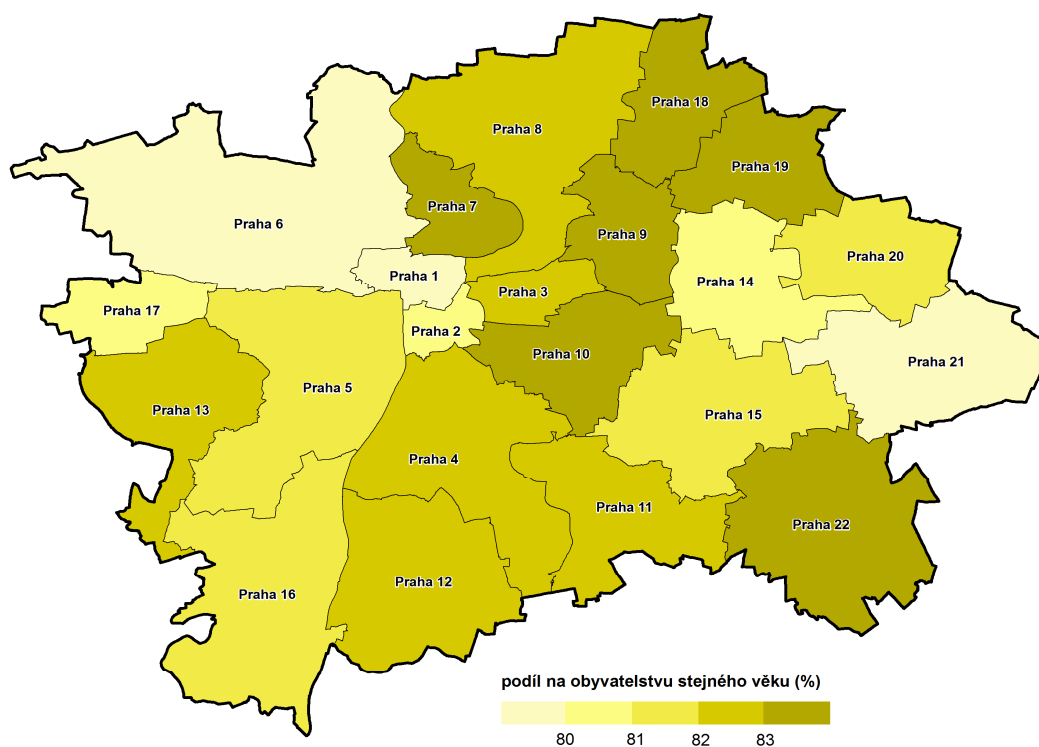 Praha 18
Praha 8
Praha 19
Praha 7
Praha 6
Praha 9
Praha 20
Praha 1
Praha 14
Praha 3
Praha 17
Praha 2
Praha 10
Praha 21
Praha 5
Praha 13
Praha 15
Praha 4
Praha 11
Praha 22
Praha 12
Praha 16
podíl na obyvatelstvu stejného věku (%)
80 81 82 83